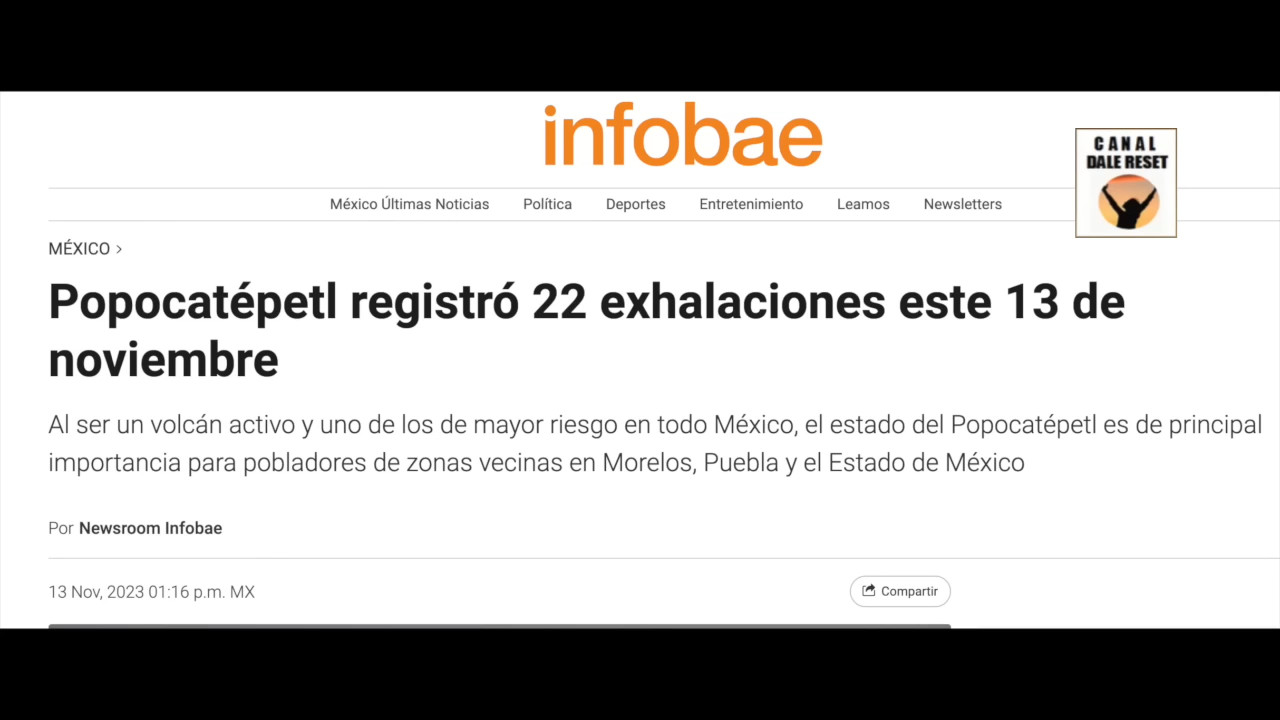 infobae
CANAL
DALE RESET
México Últimas Noticias Política Deportes Entretenimiento Leamos Newsletters
MÉXICO >
Popocatépetl registró 22 exhalaciones este 13 de
noviembre
Al ser un volcán activo y uno de los de mayor riesgo en todo México, el estado del Popocatépetl es de principal
importancia para pobladores de zonas vecinas en Morelos, Puebla y el Estado de México
Por Newsroom Infobae
13 Nov, 2023 01:16 p.m. MX
Compartir